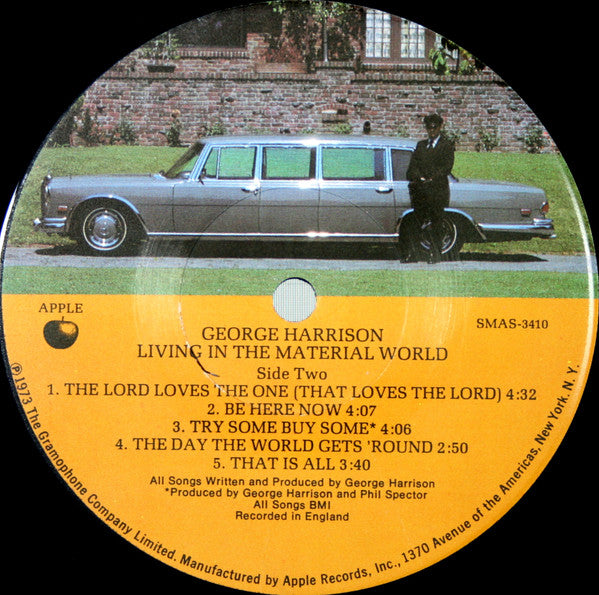 APPLE
SMAS-3410
GEORGE HARRISON
LIVING IN THE MATERIAL WORLD
Side Two
1. THE LORD LOVES THE ONE (THAT LOVES THE LORD) 4:32
2. BE HERE NOW 4:07
3. TRY SOME BUY SOME* 4:06
4. THE DAY THE WORLD GETS 'ROUND 2:50
5. THAT IS ALL 3:40
All Songs Written and Produced by George Harrison
*Produced by George Harrison and Phil Spector
All Songs BMI
Recorded in England
℗1973 The Gramophone Company Limited. Manufactured by Apple Records, Inc., 1370 Avenue of the Americas, New York. N. Y.